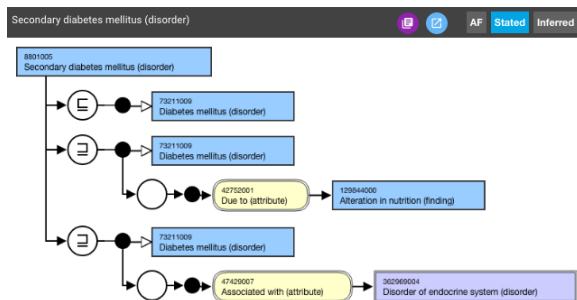 Secondary diabetes mellitus (disorder)
AF Stated Inferred
8801005
Secondary diabetes mellitus (disorder)
⊑
73211009
Diabetes mellitus (disorder)
⊒
73211009
Diabetes mellitus (disorder)
42752001
Due to (attribute)
129844000
Alteration in nutrition (finding)
⊒
73211009
Diabetes mellitus (disorder)
47429007
Associated with (attribute)
362969004
Disorder of endocrine system (disorder)